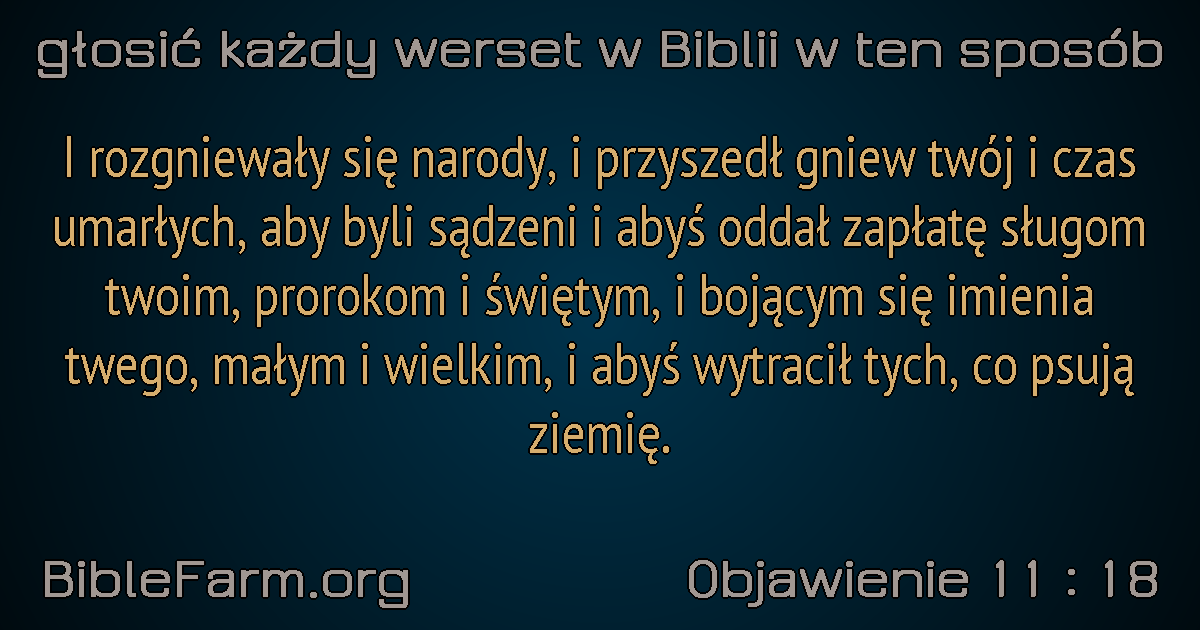 głosić każdy werset w Biblii w ten sposób
I rozgniewały się narody, i przyszedł gniew twój i czas
umarłych, aby byli sądzeni i abyś oddał zapłatę sługom
twoim, prorokom i świętym, i bojącym się imienia
twego, małym i wielkim, i abyś wytracił tych, co psują
ziemię.
BibleFarm.org
Objawienie 11 : 18